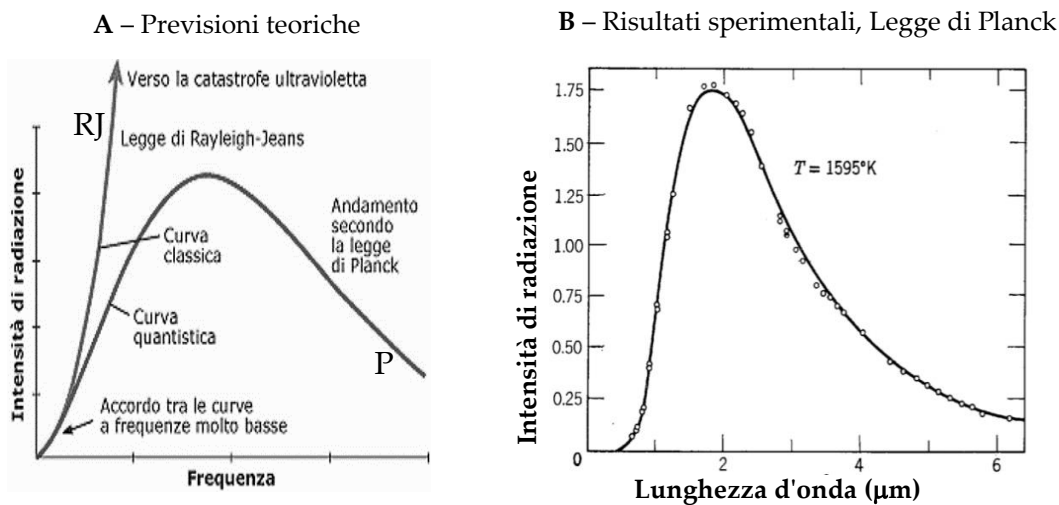 A – Previsioni teoriche
Verso la catastrofe ultravioletta
RJ
Legge di Rayleigh-Jeans
Andamento
secondo
la legge
di Planck
Curva
classica
Curva
quantistica
P
Accordo tra le curve
a frequenze molto basse
Intensità di radiazione
Frequenza
B – Risultati sperimentali, Legge di Planck
1.75
1.50
1.25
1.00
0.75
0.50
0.25
0
T = 1595°K
Intensità di radiazione
2
4
6
Lunghezza d'onda (μm)